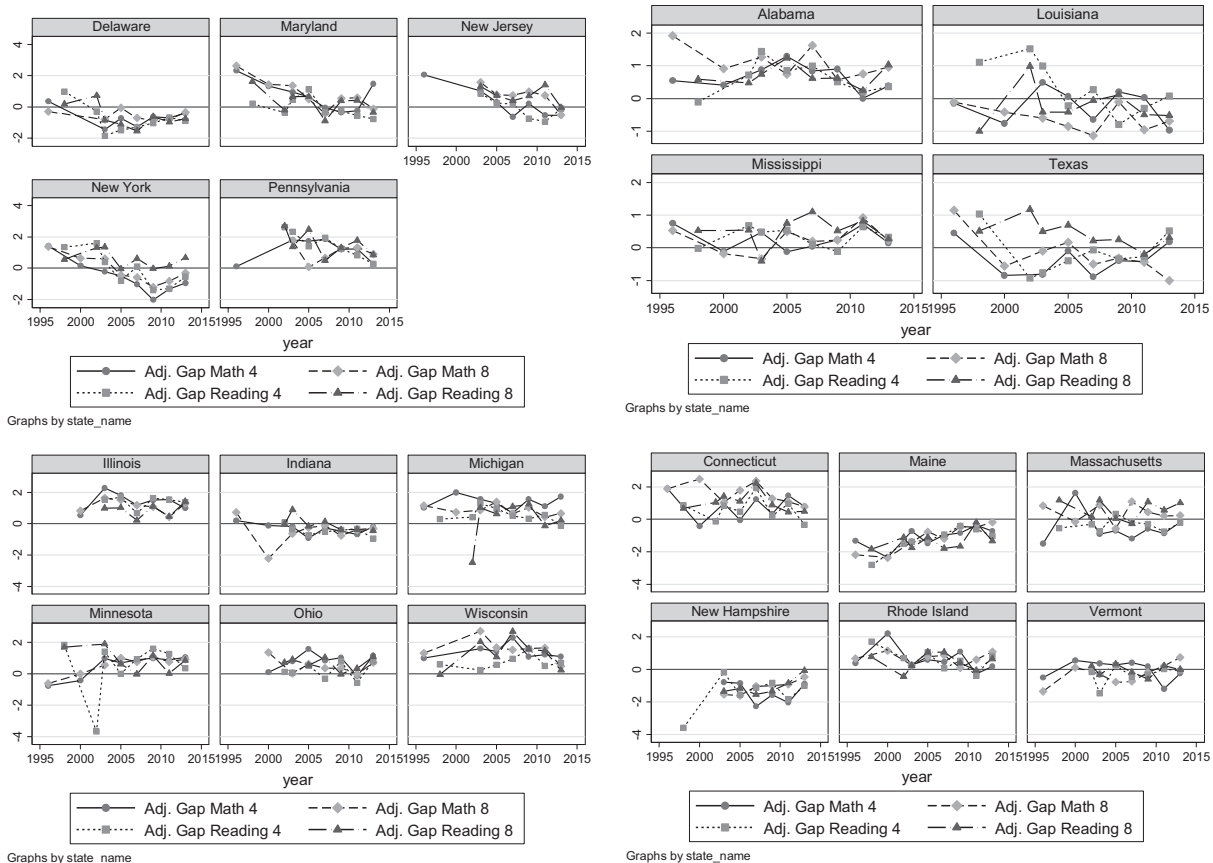 Delaware Maryland New Jersey
4
2
0
-2
1995 2000 2005 2010 2015
New York Pennsylvania
4
2
0
-2
1995 2000 2005 2010 2015 1995 2000 2005 2010 2015
year
Adj. Gap Math 4 Adj. Gap Math 8
Adj. Gap Reading 4 Adj. Gap Reading 8
Graphs by state_name
Alabama Louisiana
2
1
0
-1
Mississippi Texas
2
1
0
-1
1995 2000 2005 2010 2015 1995 2000 2005 2010 2015
year
Adj. Gap Math 4 Adj. Gap Math 8
Adj. Gap Reading 4 Adj. Gap Reading 8
Graphs by state_name
Illinois Indiana Michigan
2
0
-2
-4
Minnesota Ohio Wisconsin
2
0
-2
-4
1995 2000 2005 2010 2015 1995 2000 2005 2010 2015 1995 2000 2005 2010 2015
year
Adj. Gap Math 4 Adj. Gap Math 8
Adj. Gap Reading 4 Adj. Gap Reading 8
Graphs by state_name
Connecticut Maine Massachusetts
2
0
-2
-4
New Hampshire Rhode Island Vermont
2
0
-2
-4
1995 2000 2005 2010 2015 1995 2000 2005 2010 2015 1995 2000 2005 2010 2015
year
Adj. Gap Math 4 Adj. Gap Math 8
Adj. Gap Reading 4 Adj. Gap Reading 8
Graphs by state_name